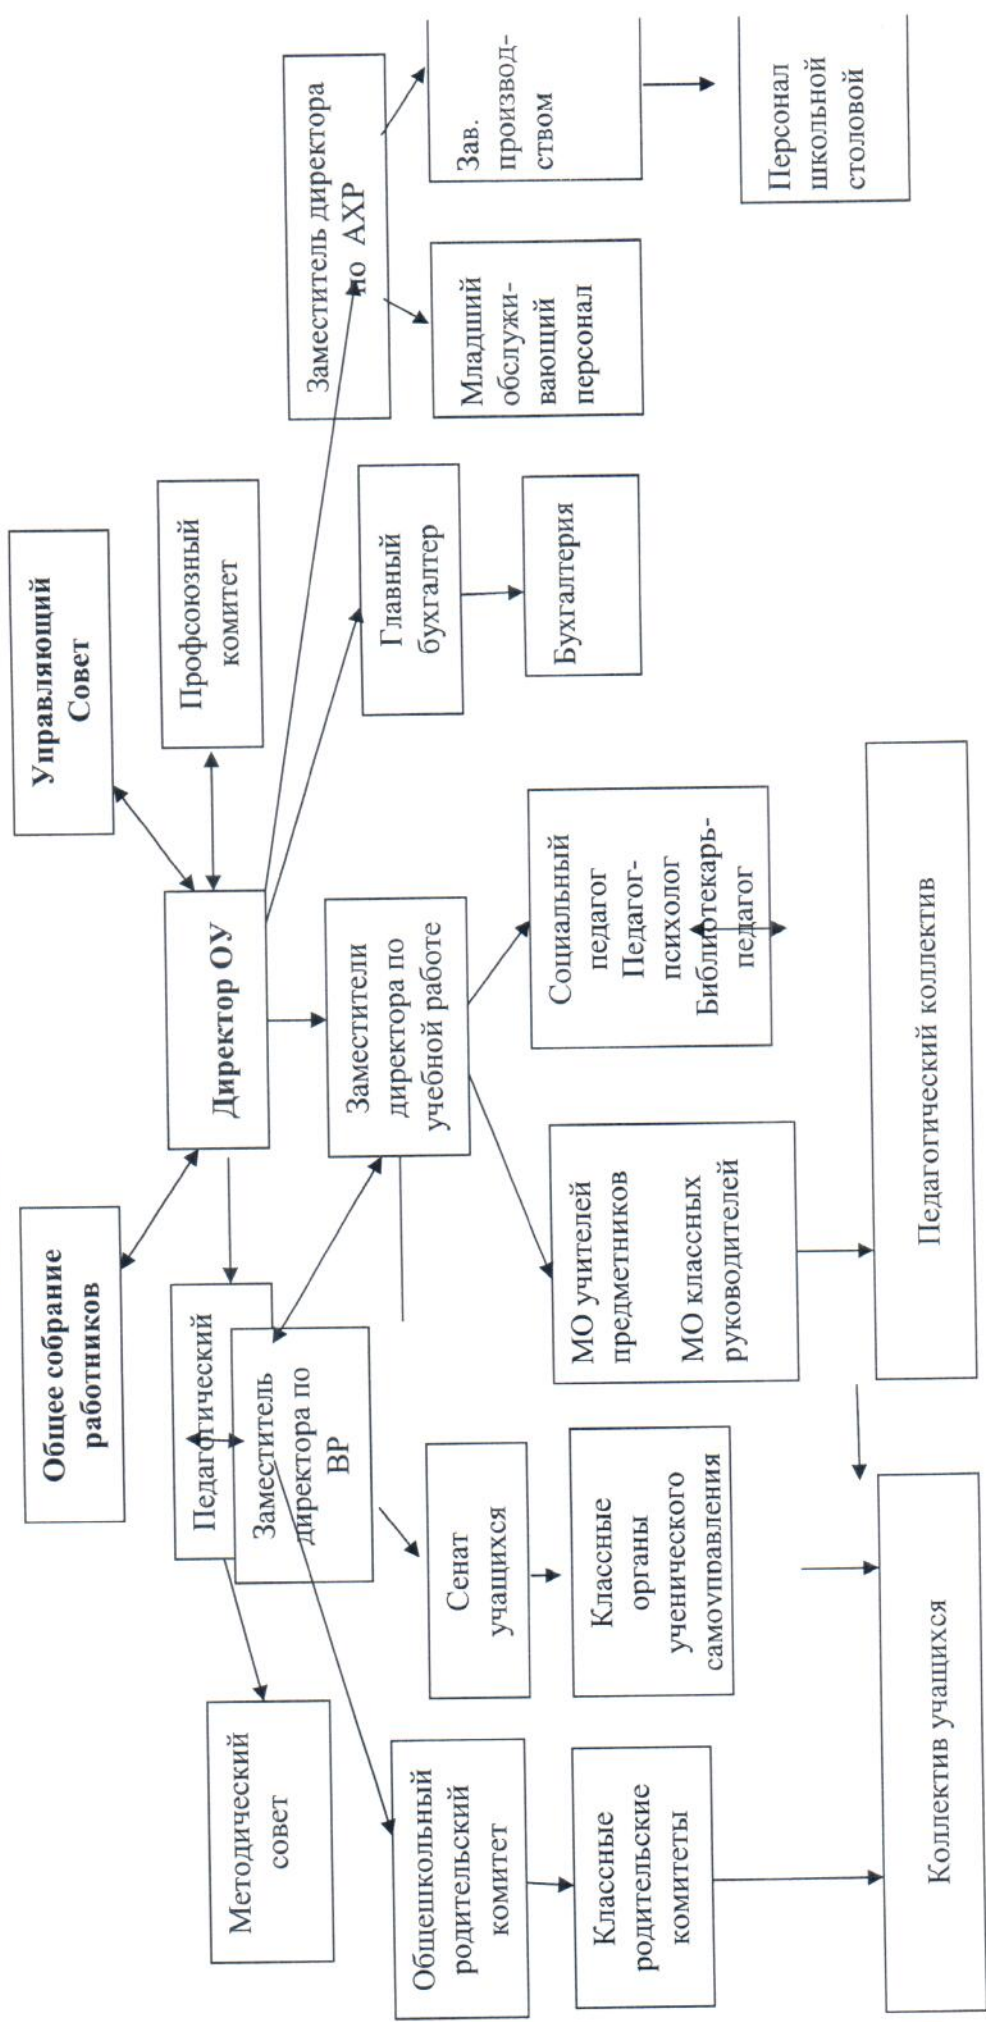 Общее собрание
работников
Управляющий
Совет
Директор ОУ
Профсоюзный
комитет
Педагогический
Методический
совет
Заместитель
директора по
ВР
Заместители
директора по
учебной работе
Главный
бухгалтер
Заместитель директора
по АХР
Общешкольный
родительский
комитет
Сенат
учащихся
МО учителей
предметников
МО классных
руководителей
Социальный
педагог
Педагог-
психолог
Библиотекарь-
педагог
Бухгалтерия
Младший
обслужи-
вающий
персонал
Зав.
производ-
ством
Классные
родительские
комитеты
Классные
органы
ученического
самоуправления
Персонал
школьной
столовой
Коллектив учащихся
Педагогический коллектив